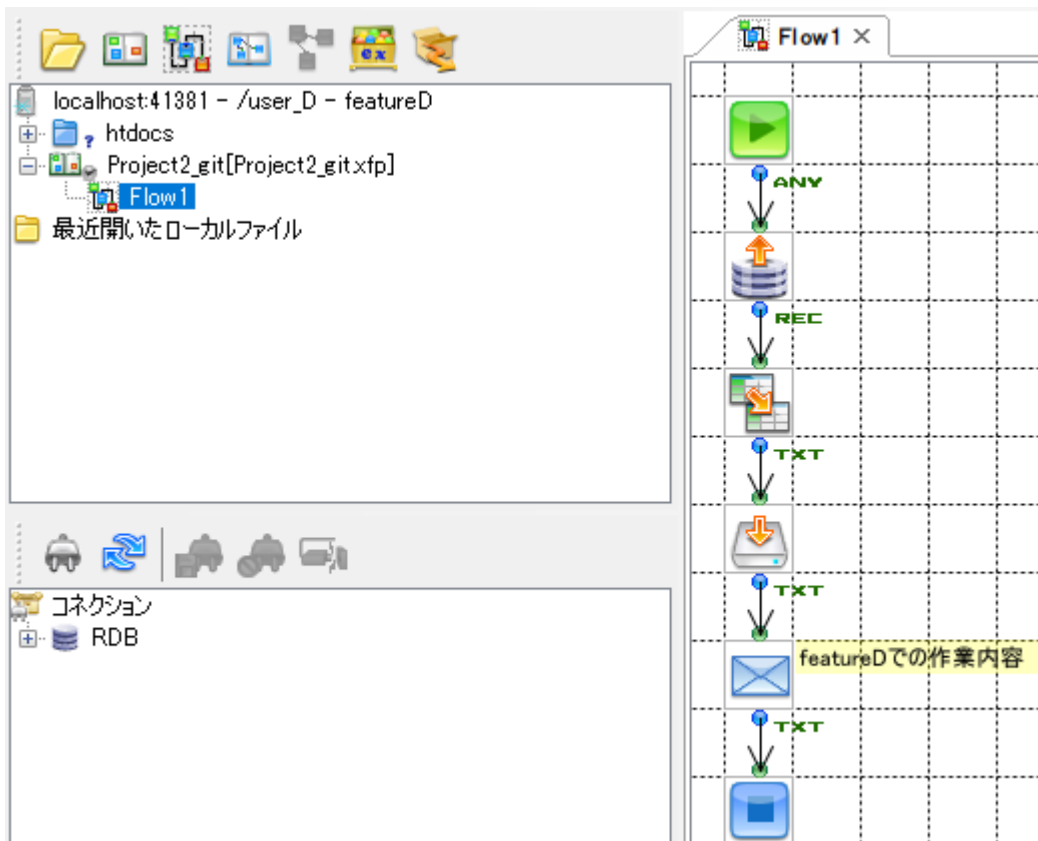 ex
localhost:41381 - /user_D - featureD
htdocs
Project2_git[Project2_git.xfp]
Flow1
最近開いたローカルファイル
コネクション
RDB
Flow1
ANY
REC
TXT
TXT
featureDでの作業内容
TXT